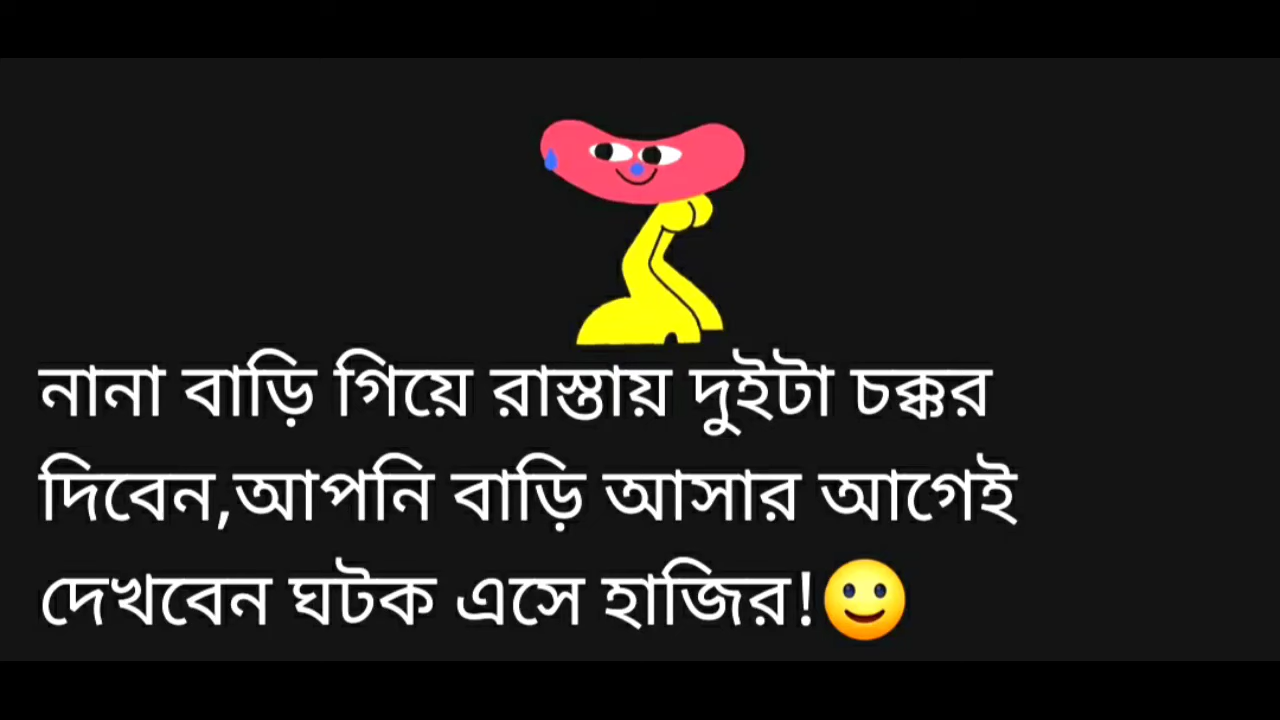 নানা বাড়ি গিয়ে রাস্তায় দুইটা চক্কর
দিবেন,আপনি বাড়ি আসার আগেই
দেখবেন ঘটক এসে হাজির!🙂